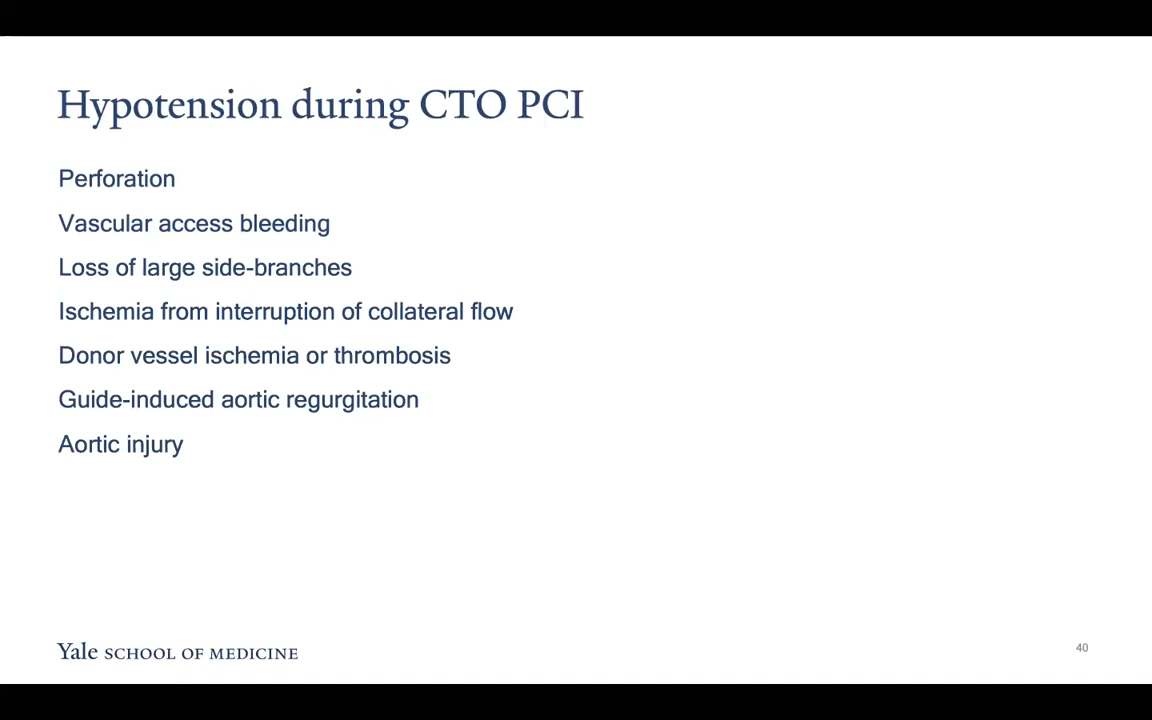 Hypotension during CTO PCI
Perforation
Vascular access bleeding
Loss of large side-branches
Ischemia from interruption of collateral flow
Donor vessel ischemia or thrombosis
Guide-induced aortic regurgitation
Aortic injury
Yale SCHOOL OF MEDICINE
40